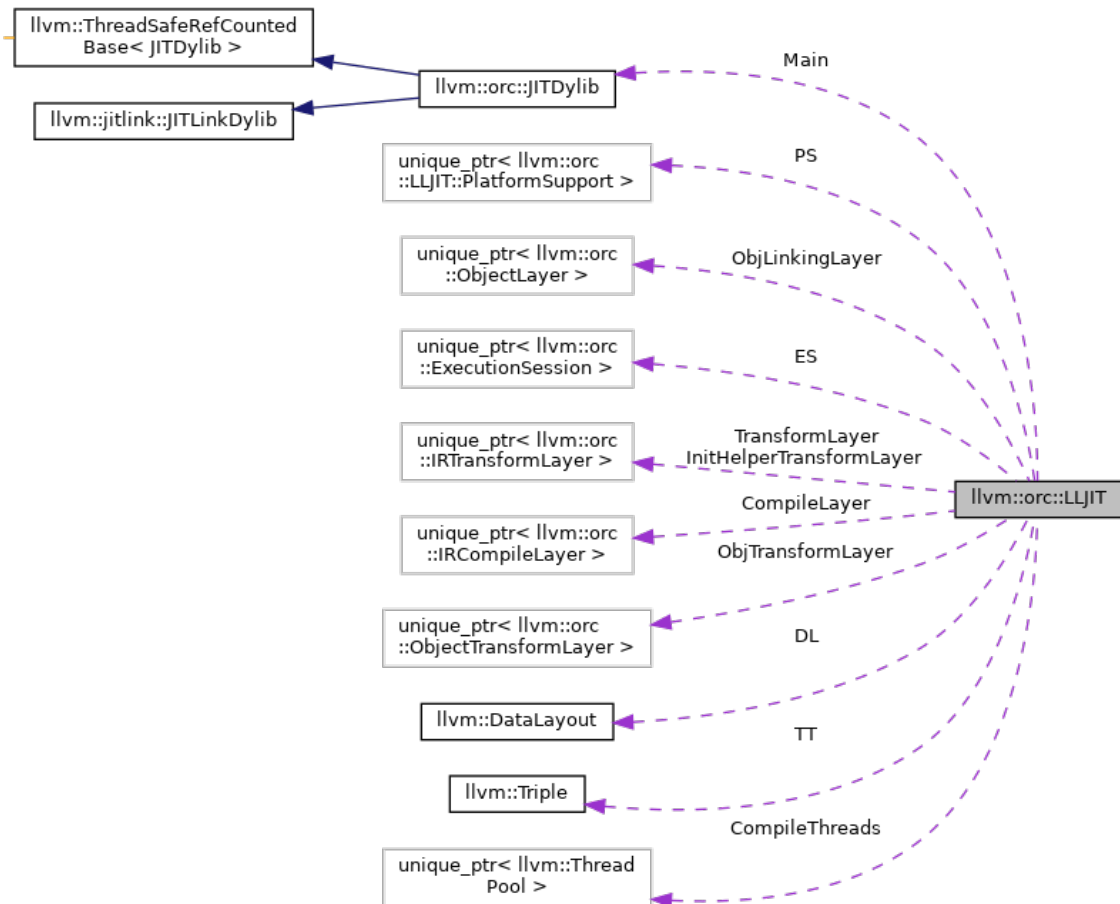 llvm::ThreadSafeRefCounted
Base< JITDylib >
llvm::jitlink::JITLinkDylib
llvm::orc::JITDylib
Main
unique_ptr< llvm::orc
::LLJIT::PlatformSupport >
PS
unique_ptr< llvm::orc
::ObjectLayer >
ObjLinkingLayer
unique_ptr< llvm::orc
::ExecutionSession >
ES
unique_ptr< llvm::orc
::IRTransformLayer >
TransformLayer
InitHelperTransformLayer
llvm::orc::LLJIT
unique_ptr< llvm::orc
::IRCompileLayer >
CompileLayer
unique_ptr< llvm::orc
::ObjectTransformLayer >
ObjTransformLayer
llvm::DataLayout
DL
llvm::Triple
TT
unique_ptr< llvm::Thread
Pool >
CompileThreads